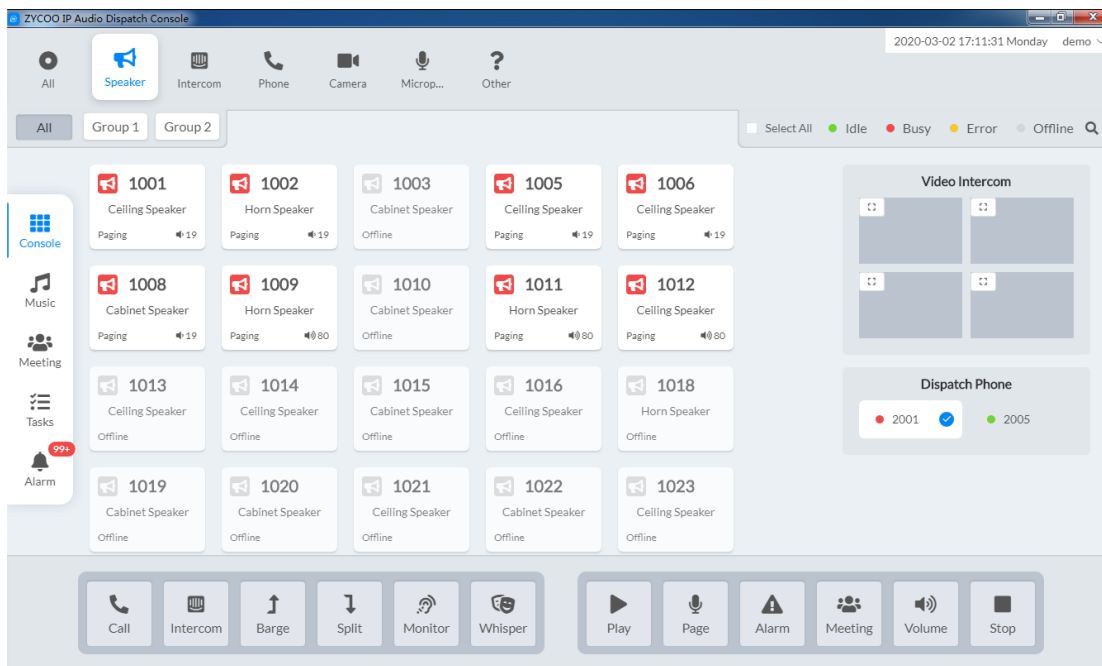 ZYCOO IP Audio Dispatch Console
2020-03-02 17:11:31 Monday demo
All Speaker Intercom Phone Camera Microp... Other
All Group 1 Group 2 Select All Idle Busy Error Offline
1001 1002 1003 1005 1006
Ceiling Speaker Horn Speaker Cabinet Speaker Ceiling Speaker Ceiling Speaker
Paging 19 Paging 19 Offline Paging 19 Paging 19
1008 1009 1010 1011 1012
Cabinet Speaker Horn Speaker Cabinet Speaker Horn Speaker Ceiling Speaker
Paging 19 Paging 80 Offline Paging 80 Paging 80
1013 1014 1015 1016 1018
Ceiling Speaker Ceiling Speaker Cabinet Speaker Ceiling Speaker Horn Speaker
Offline Offline Offline Offline Offline
1019 1020 1021 1022 1023
Cabinet Speaker Cabinet Speaker Ceiling Speaker Cabinet Speaker Ceiling Speaker
Offline Offline Offline Offline Offline
Console
Music
Meeting
Tasks
99+
Alarm
Video Intercom
Dispatch Phone
2001 2005
Call Intercom Barge Split Monitor Whisper Play Page Alarm Meeting Volume Stop